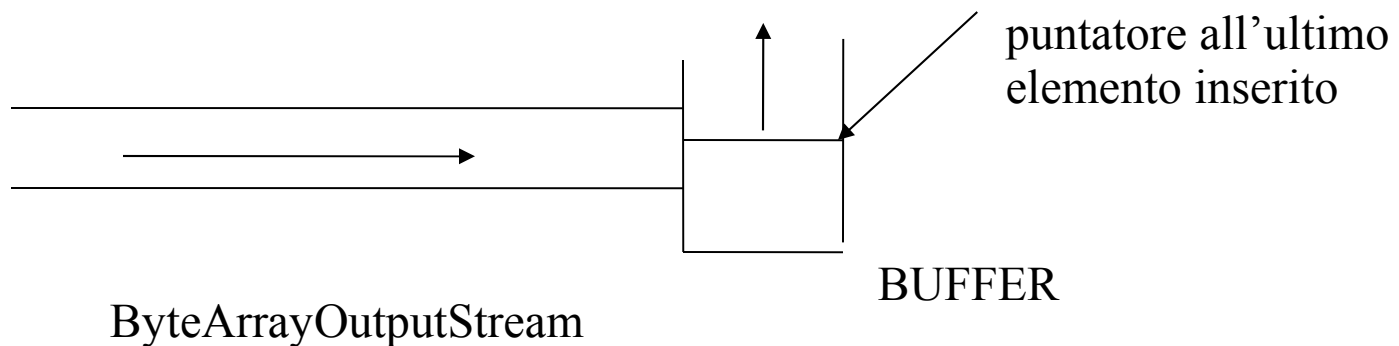 puntatore all’ultimo
elemento inserito
BUFFER
ByteArrayOutputStream